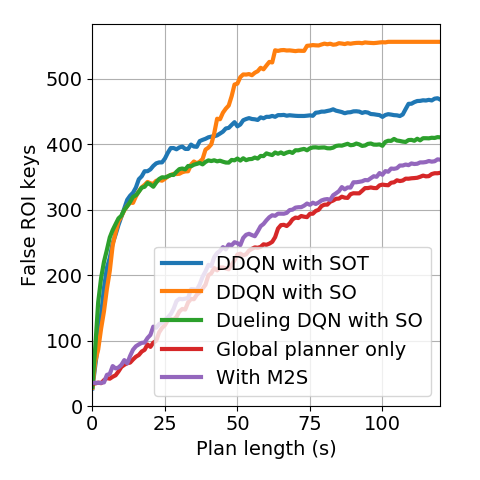 False ROI keys
500
400
300
200
100
0
DDQN with SOT
DDQN with SO
Dueling DQN with SO
Global planner only
With M2S
0 25 50 75 100
Plan length (s)